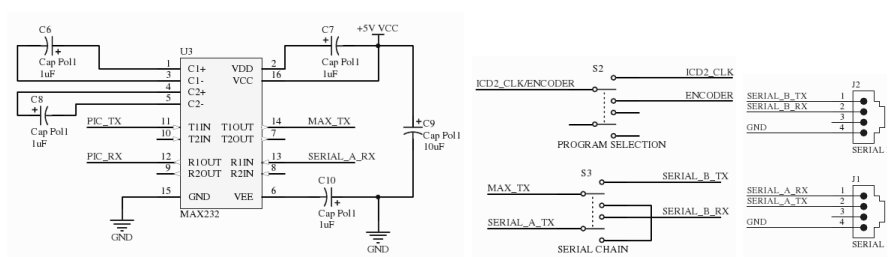 C6
Cap Pol1
1uF
C8
Cap Pol1
1uF
C7
Cap Pol1
1uF
+5V VCC
C9
Cap Pol1
10uF
C10
Cap Pol1
1uF
U3
1 C1+ VDD 2
3 C1- VCC 16
4 C2+
5 C2-
PIC_TX 11 T1IN T1OUT 14 MAX_TX
10 T2IN T2OUT 7
PIC_RX 12 R1OUT R1IN 13 SERIAL_A_RX
9 R2OUT R2IN 8
15 GND VEE 6
MAX232
GND
GND
S2
ICD2_CLK
ICD2_CLK/ENCODER
ENCODER
PROGRAM SELECTION
S3
SERIAL_B_TX
MAX_TX
SERIAL_B_RX
SERIAL_A_TX
SERIAL CHAIN
J2
SERIAL_B_TX 1
SERIAL_B_RX 2
3
GND 4
SERIAL
J1
SERIAL_A_RX 1
SERIAL_A_TX 2
3
GND 4
SERIAL